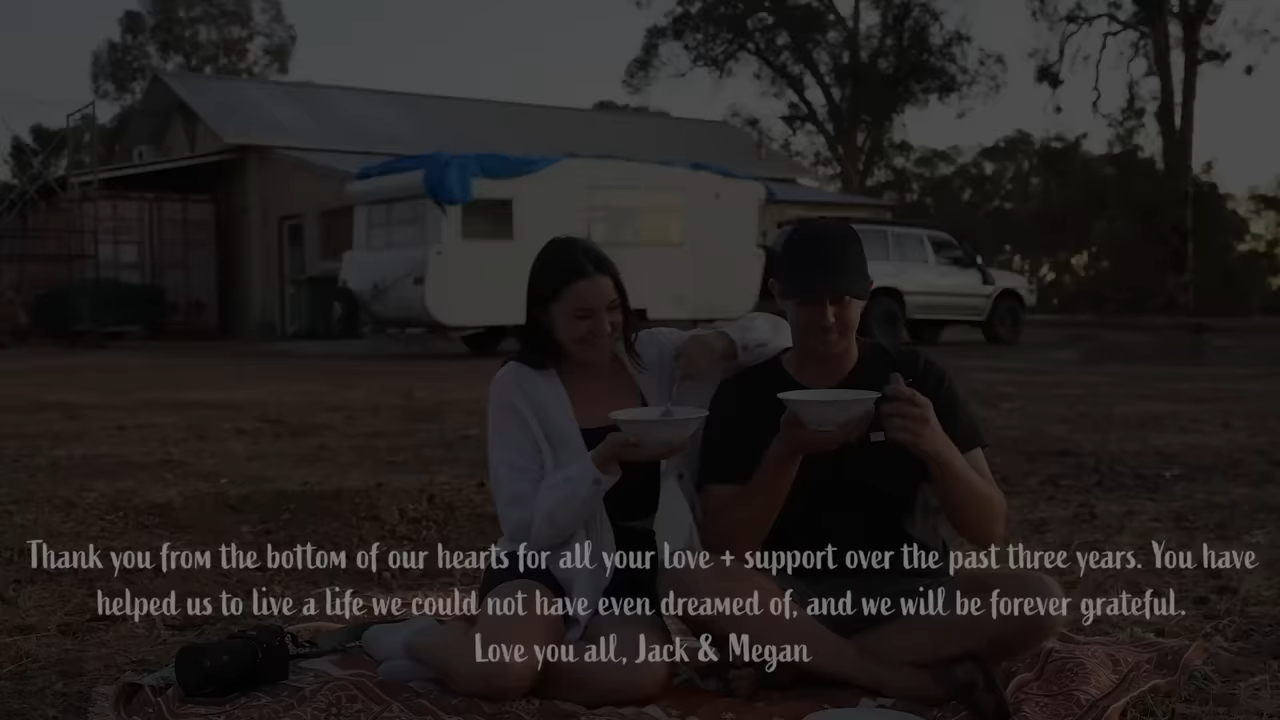 Thank you from the bottom of our hearts for all your love + support over the past three years. You have
helped us to live a life we could not have even dreamed of, and we will be forever grateful.
Love you all, Jack & Megan